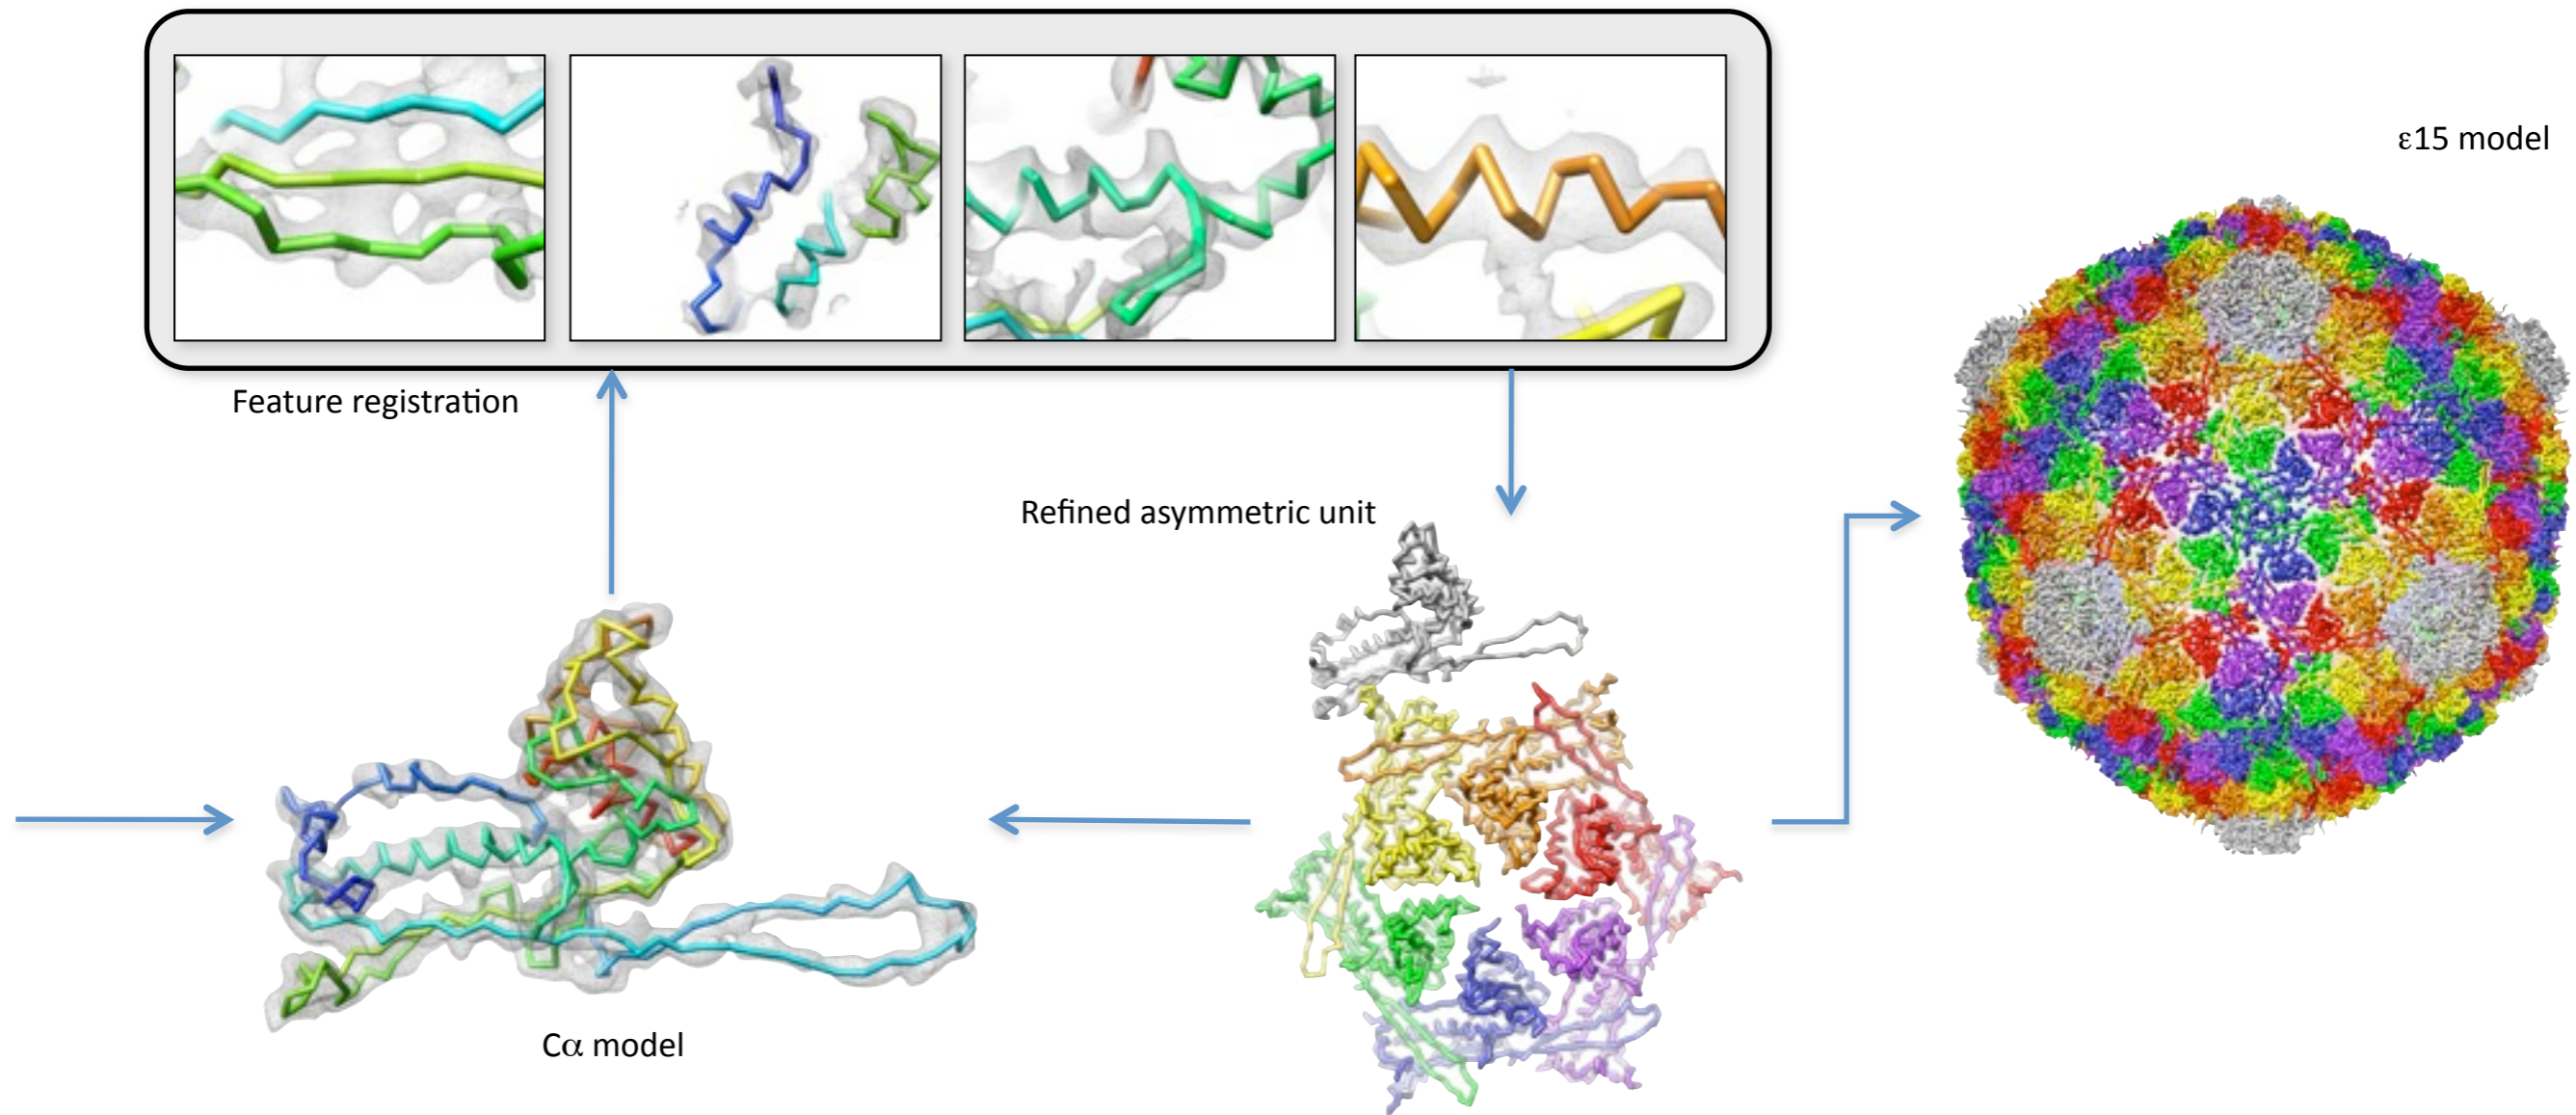 ε15 model
Feature registration
Refined asymmetric unit
Cα model